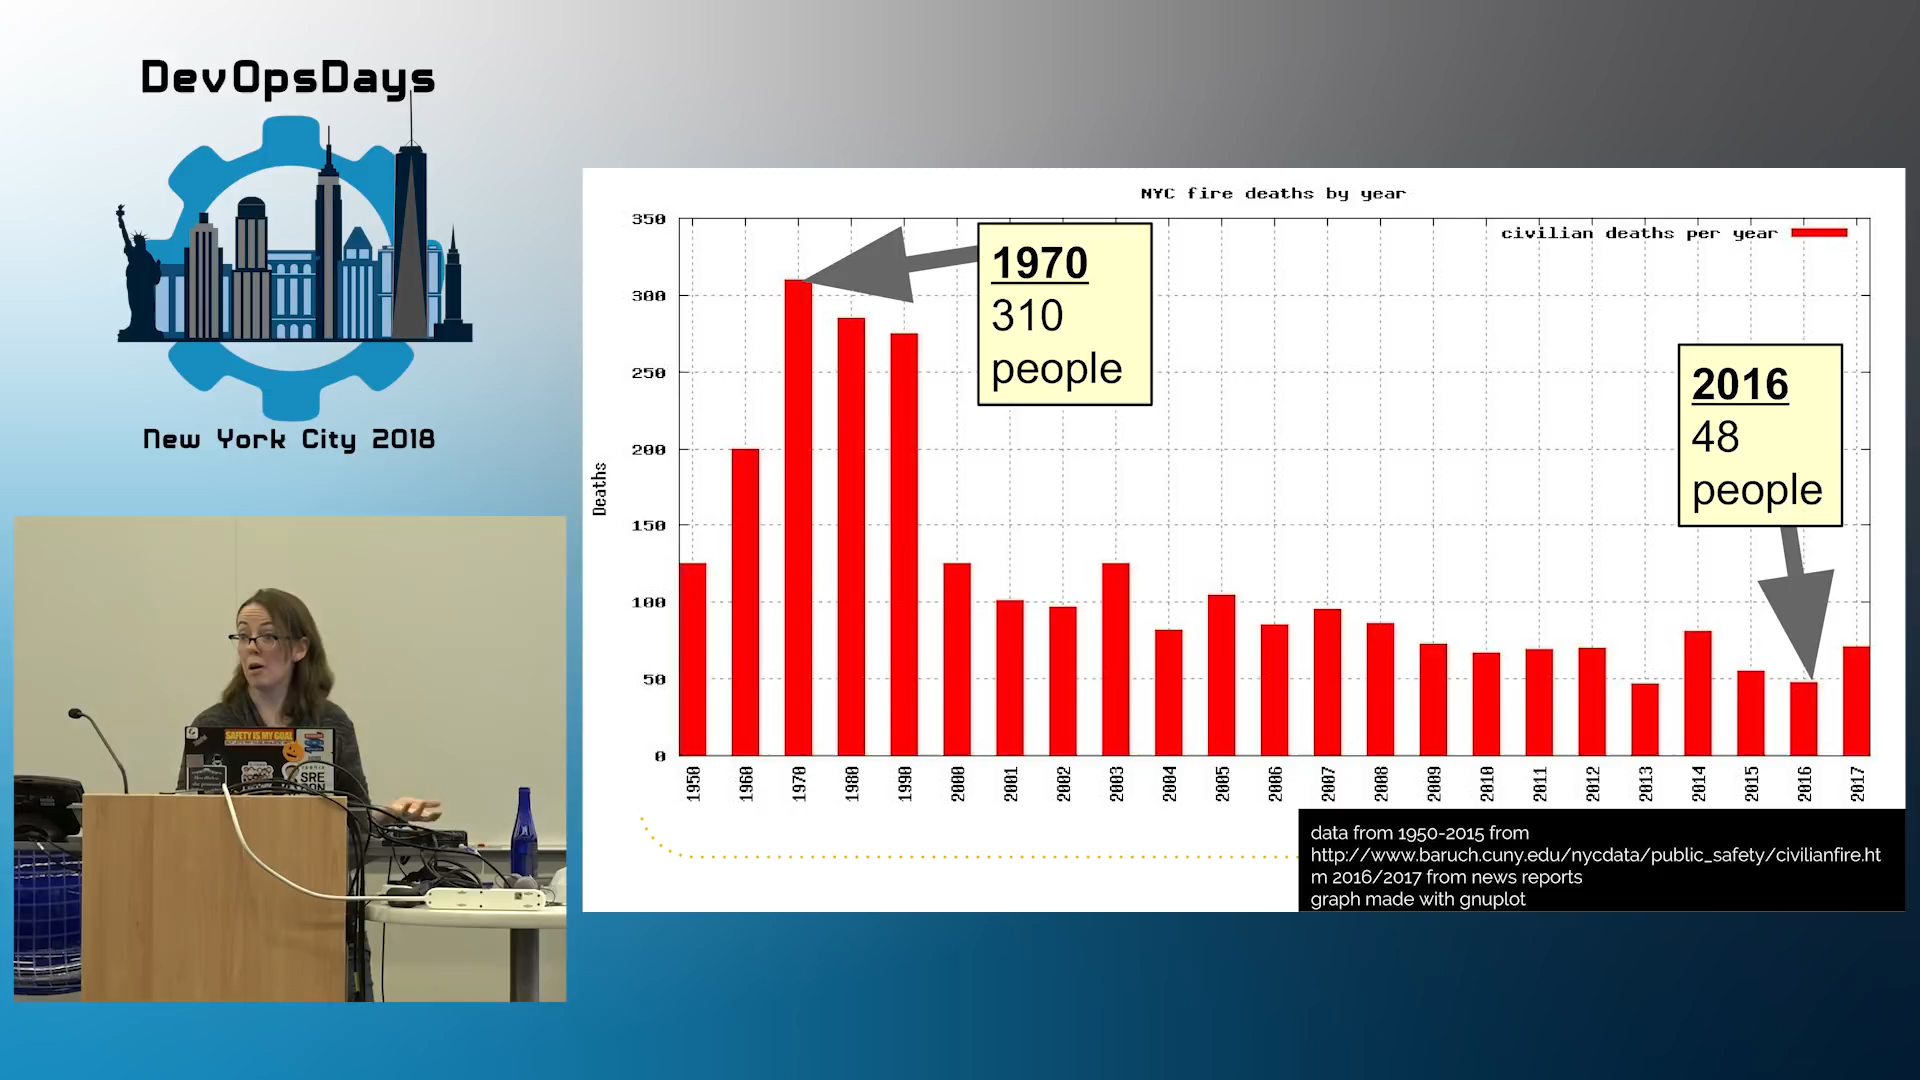 DevOpsDays
New York City 2018
NYC fire deaths by year
civilian deaths per year
350
300
250
200
150
100
50
0
Deaths
1970
310
people
2016
48
people
1950 1960 1970 1980 1990 2000 2001 2002 2003 2004 2005 2006 2007 2008 2009 2010 2011 2012 2013 2014 2015 2016 2017
data from 1950-2015 from
http://www.baruch.cuny.edu/nycdata/public_safety/civilianfire.ht
m 2016/2017 from news reports
graph made with gnuplot
SAFETY IS MY GOAL
SRE
CON